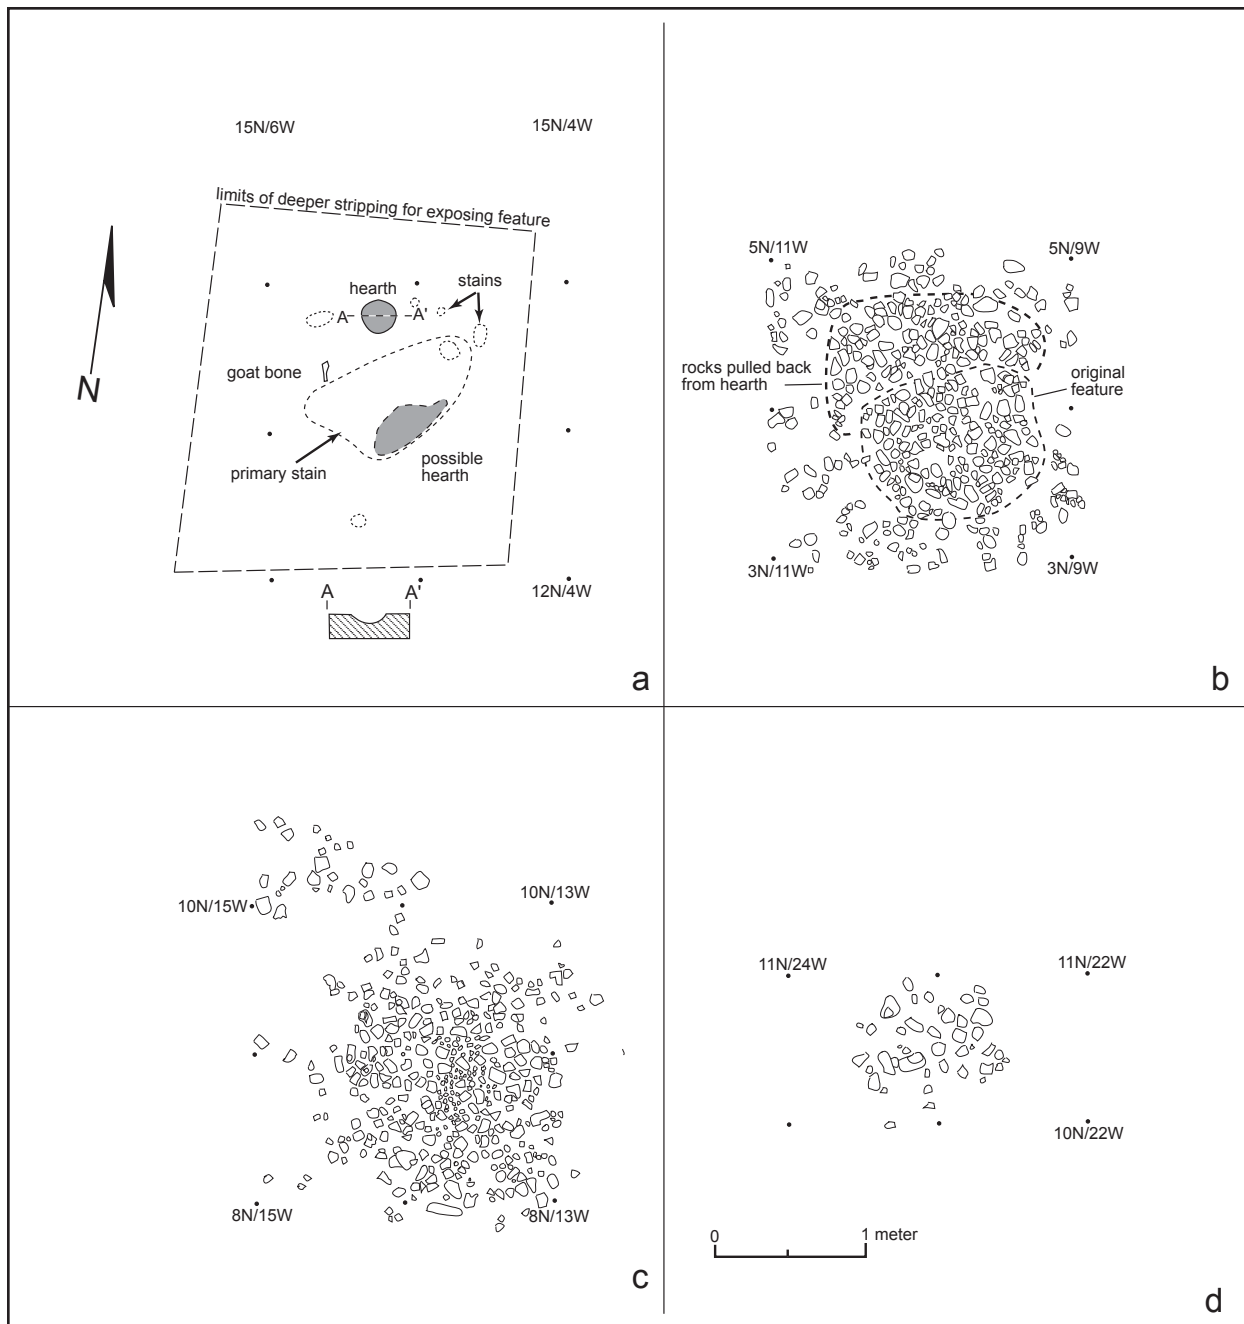 15N/6W
15N/4W
limits of deeper stripping for exposing feature
N
hearth
stains
A
A'
goat bone
primary stain
possible
hearth
12N/4W
A
A'
a
5N/11W
5N/9W
rocks pulled back
from hearth
original
feature
3N/11W
3N/9W
b
10N/15W
10N/13W
8N/15W
8N/13W
c
11N/24W
11N/22W
10N/22W
0
1 meter
d